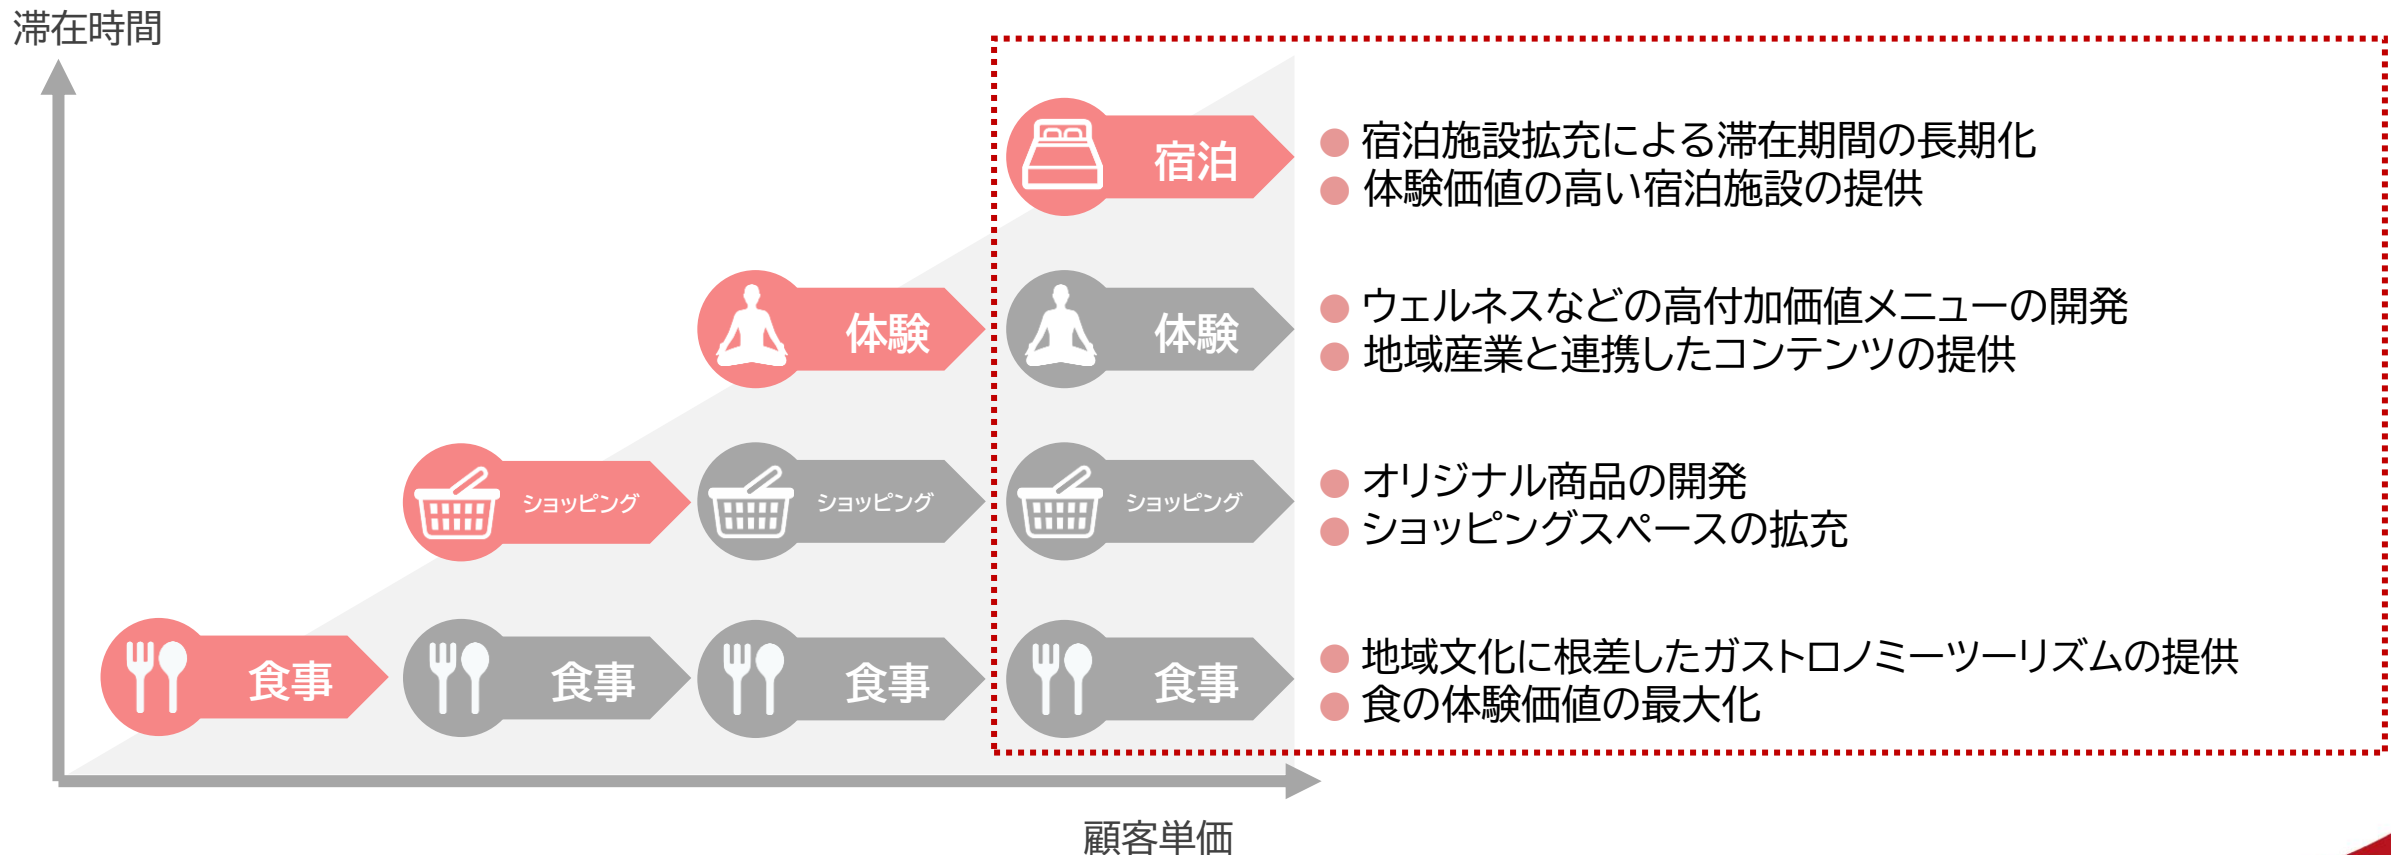 滞在時間
宿泊
● 宿泊施設拡充による滞在期間の長期化
● 体験価値の高い宿泊施設の提供
体験
体験
● ウェルネスなどの高付加価値メニューの開発
● 地域産業と連携したコンテンツの提供
ショッピング
ショッピング
ショッピング
● オリジナル商品の開発
● ショッピングスペースの拡充
食事
食事
食事
食事
● 地域文化に根差したガストロノミーツーリズムの提供
● 食の体験価値の最大化
顧客単価